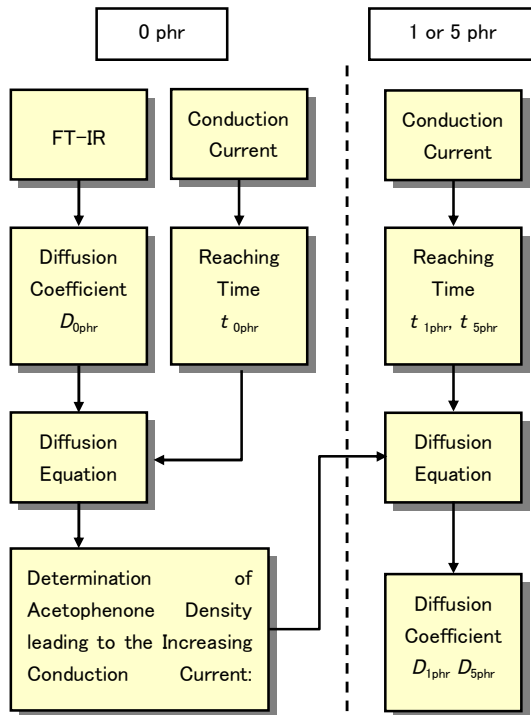 0 phr
1 or 5 phr
FT-IR
Conduction
Current
Diffusion
Coefficient
D0phr
Reaching
Time
t 0phr
Diffusion
Equation
Determination of
Acetophenone Density
leading to the Increasing
Conduction Current:
Conduction
Current
Reaching
Time
t 1phr, t 5phr
Diffusion
Equation
Diffusion
Coefficient
D1phr D5phr